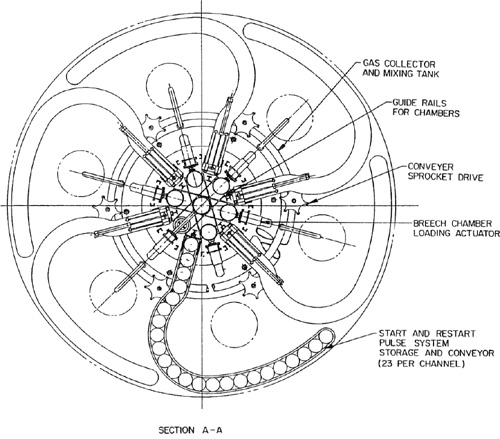 GAS COLLECTOR
AND MIXING TANK
GUIDE RAILS
FOR CHAMBERS
CONVEYER
SPROCKET DRIVE
BREECH CHAMBER
LOADING ACTUATOR
START AND RESTART
PULSE SYSTEM
STORAGE AND CONVEYOR
(23 PER CHANNEL)
SECTION A-A